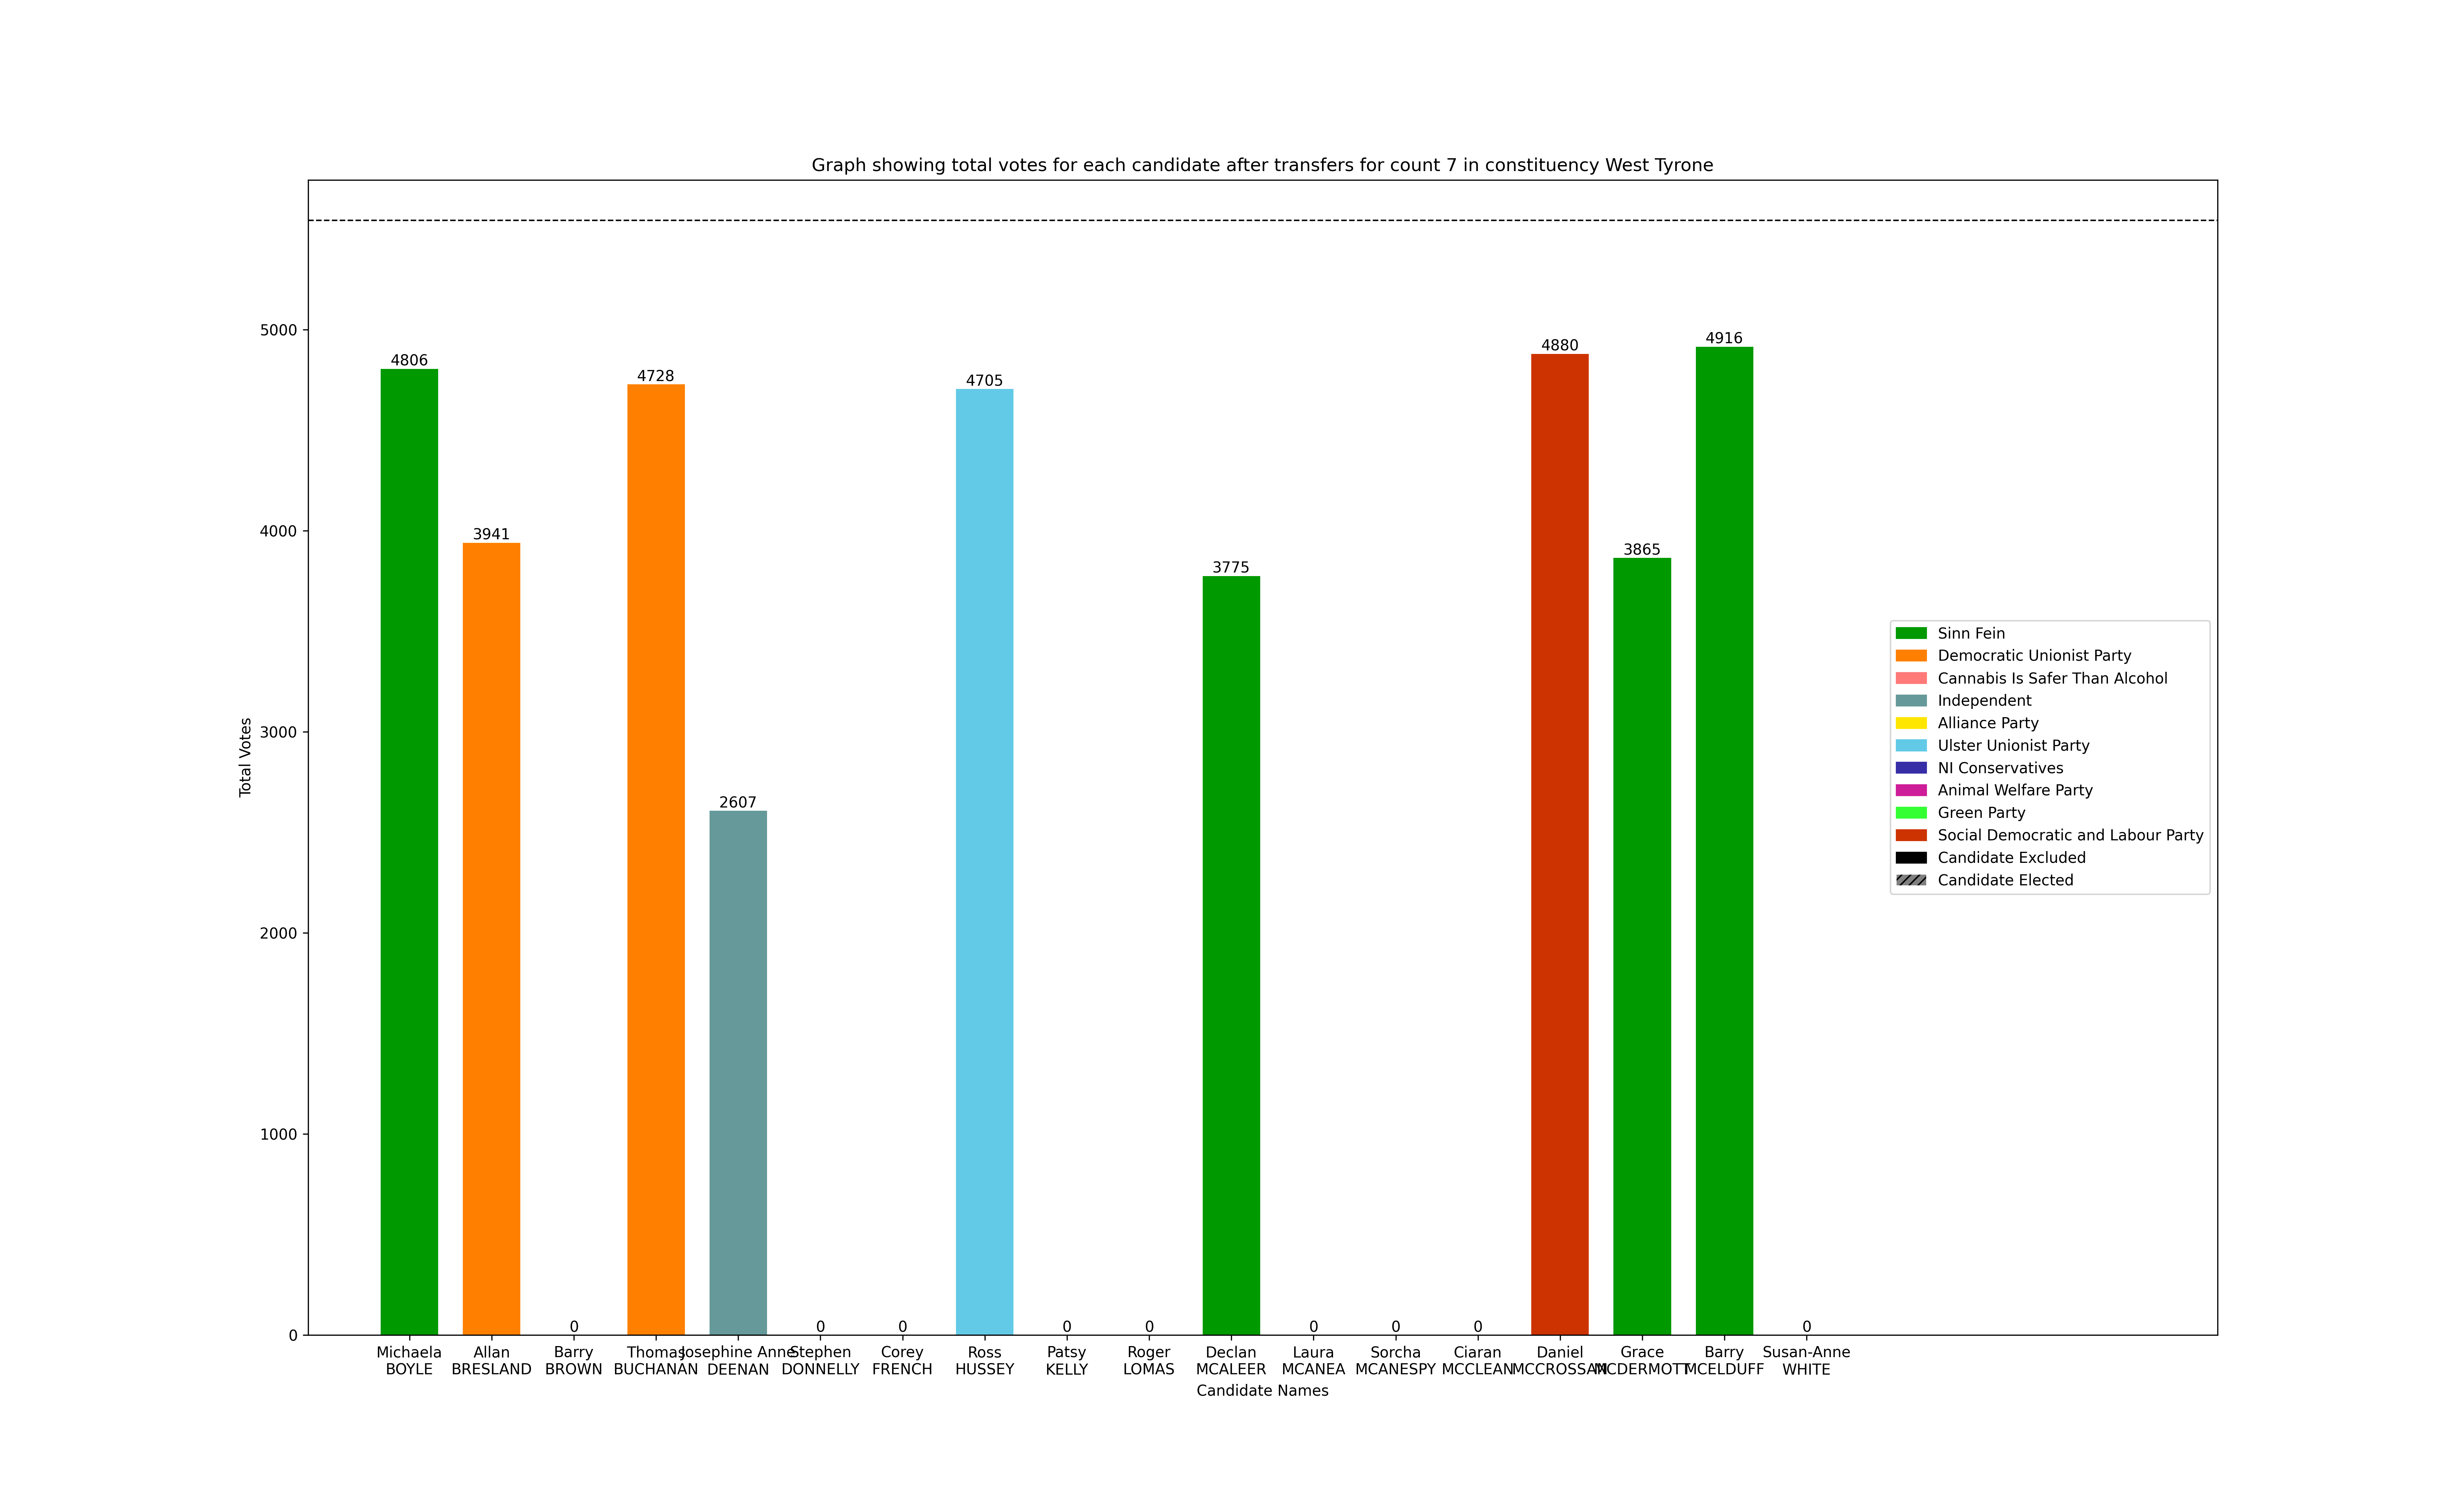 Graph showing total votes for each candidate after transfers for count 7 in constituency West Tyrone
Total Votes
5000
4000
3000
2000
1000
0
4806
3941
0
4728
2607
0
0
4705
0
0
3775
0
0
0
4880
3865
4916
0
Michaela
BOYLE
Allan
BRESLAND
Barry
BROWN
Thomas
BUCHANAN
Josephine Anne
DEENAN
Stephen
DONNELLY
Corey
FRENCH
Ross
HUSSEY
Patsy
KELLY
Roger
LOMAS
Declan
MCALEER
Laura
MCANEA
Sorcha
MCANESPY
Ciaran
MCCLEAN
Daniel
MCCROSSAN
Grace
MCDERMOTT
Barry
MCELDUFF
Susan-Anne
WHITE
Candidate Names
Sinn Fein
Democratic Unionist Party
Cannabis Is Safer Than Alcohol
Independent
Alliance Party
Ulster Unionist Party
NI Conservatives
Animal Welfare Party
Green Party
Social Democratic and Labour Party
Candidate Excluded
Candidate Elected